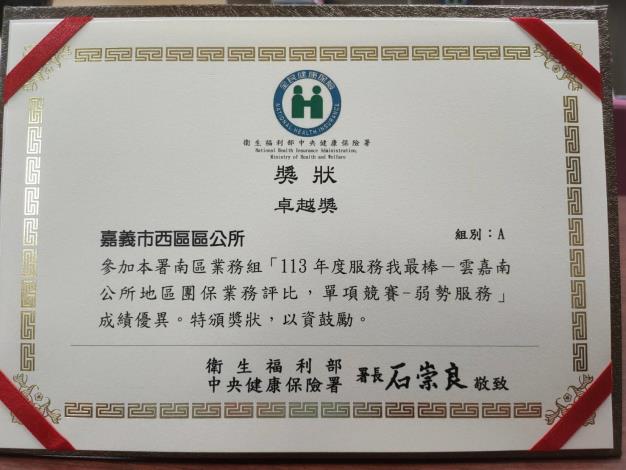 全民健康保險
NATIONAL HEALTH INSURANCE
衛生福利部中央健康保險署
National Health Insurance Administration,
Ministry of Health and Welfare
獎狀
卓越獎
嘉義市西區區公所
組別：A
參加本署南區業務組「113年度服務我最棒－雲嘉南
公所地區團保業務評比，單項競賽-弱勢服務」
成績優異。特頒獎狀，以資鼓勵。
衛生福利部
中央健康保險署
署長石崇良敬致